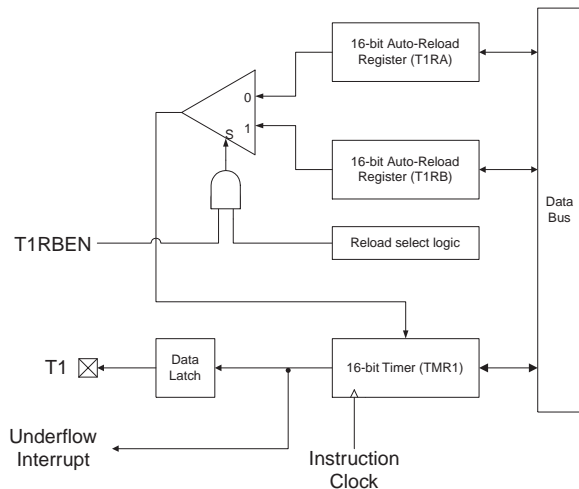 16-bit Auto-Reload
Register (T1RA)
0
S
1
16-bit Auto-Reload
Register (T1RB)
Data
Bus
T1RBEN
Reload select logic
T1
Data
Latch
16-bit Timer (TMR1)
Underflow
Interrupt
Instruction
Clock